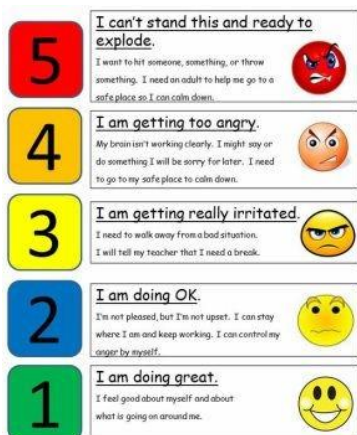 5
I can't stand this and ready to
explode.
I want to hit someone, something, or throw
something. I need an adult to help me go to a
safe place so I can calm down.
4
I am getting too angry.
My brain isn't working clearly. I might say or
do something I will be sorry for later. I need
to go to my safe place to calm down.
3
I am getting really irritated.
I need to walk away from a bad situation.
I will tell my teacher that I need a break.
2
I am doing OK.
I'm not pleased, but I'm not upset. I can stay
where I am and keep working. I can control my
anger by myself.
1
I am doing great.
I feel good about myself and about
what is going on around me.